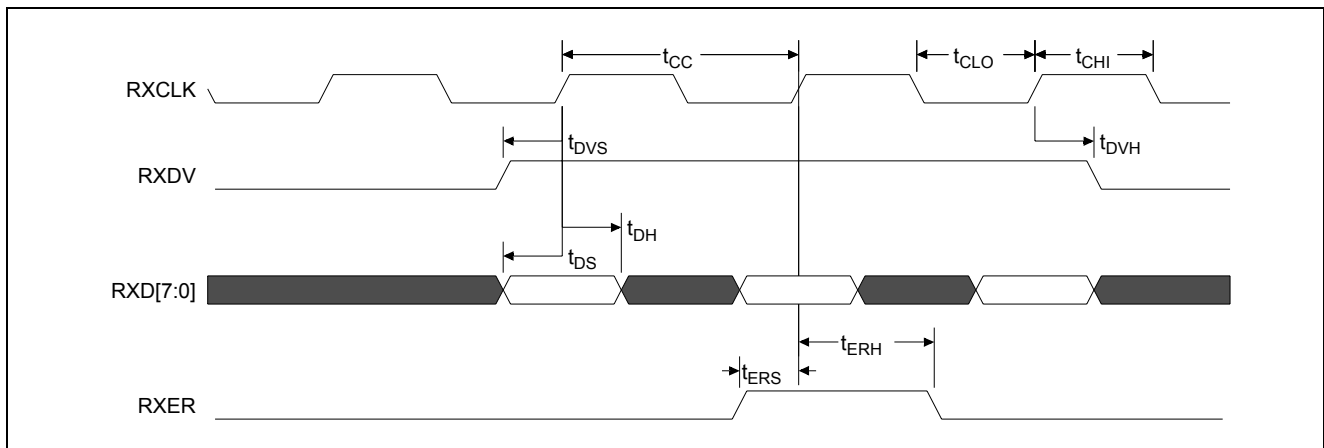 tCC
tCLO
tCHI
RXCLK
tDVS
tDVH
RXDV
tDH
tDS
RXD[7:0]
tERH
tERS
RXER